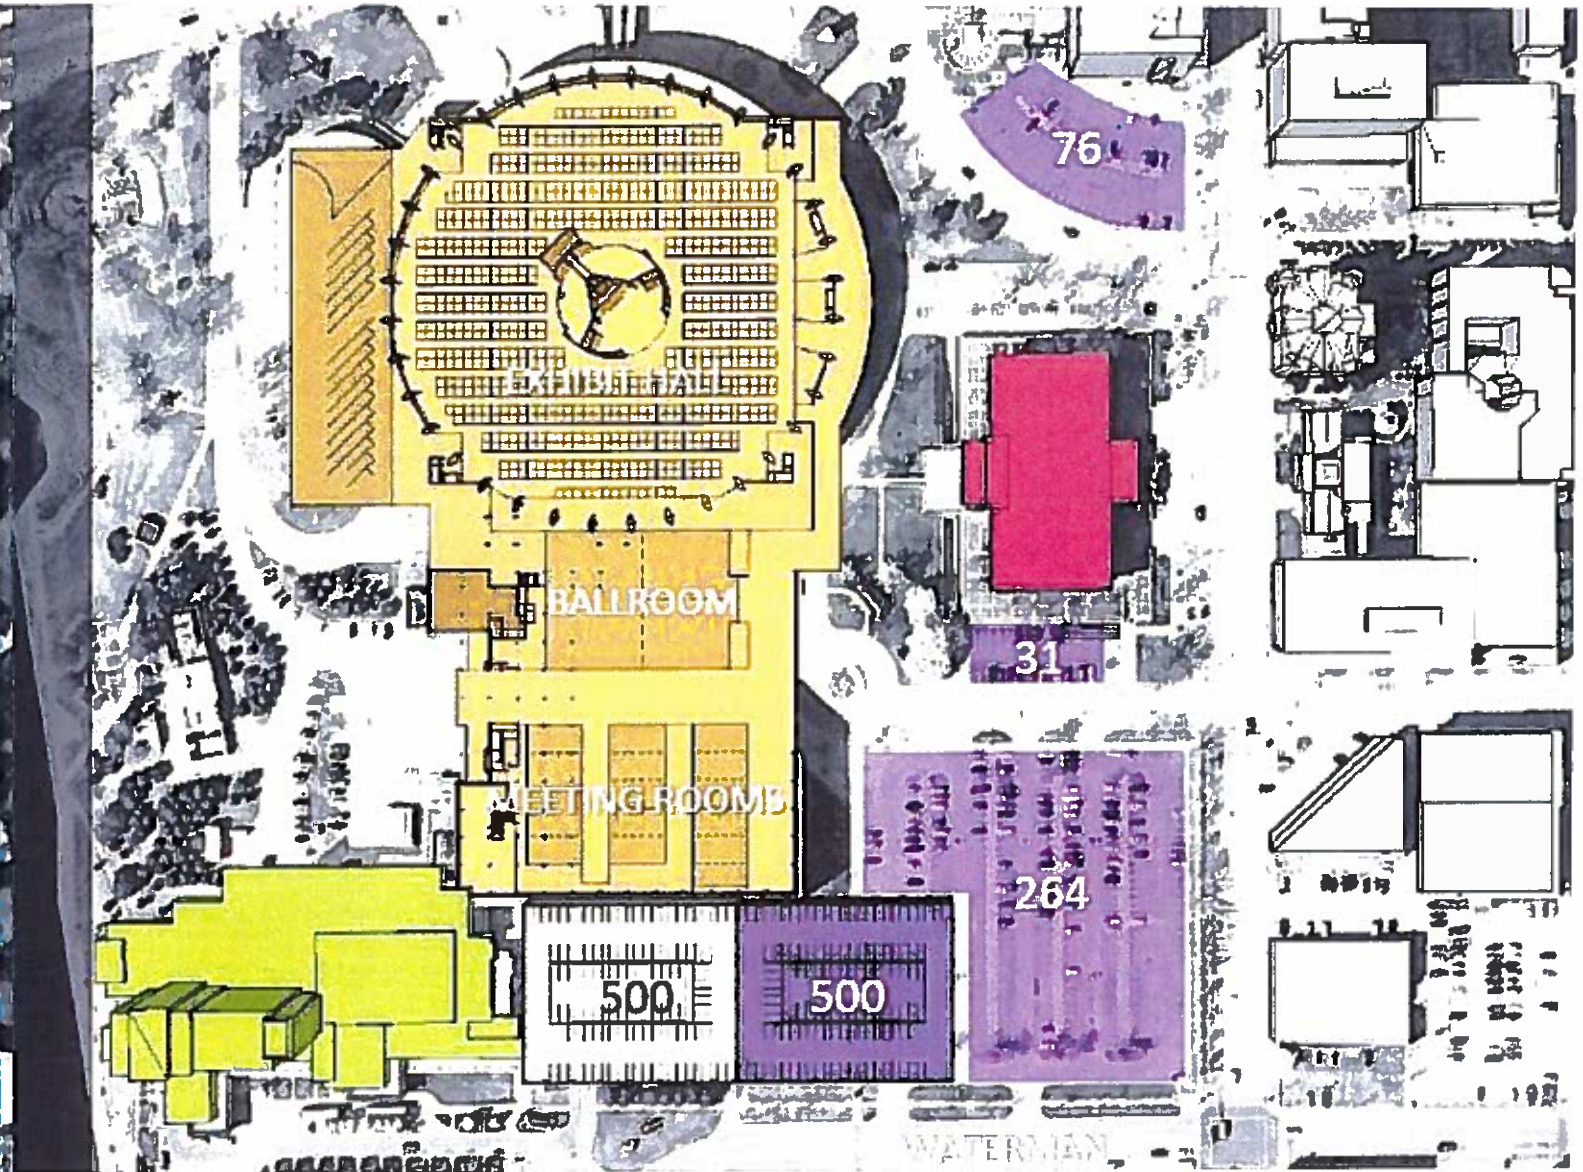 76
EXHIBIT HALL
BALLROOM
31
MEETING ROOMS
264
500
500
WATERMAN